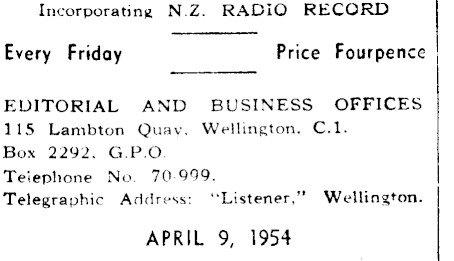 Incorporating N.Z. RADIO RECORD
Every Friday Price Fourpence
EDITORIAL AND BUSINESS OFFICES
115 Lambton Quay, Wellington. C.1.
Box 2292, G.P.O.
Telephone No. 70-999.
Telegraphic Address: "Listener," Wellington.
APRIL 9, 1954